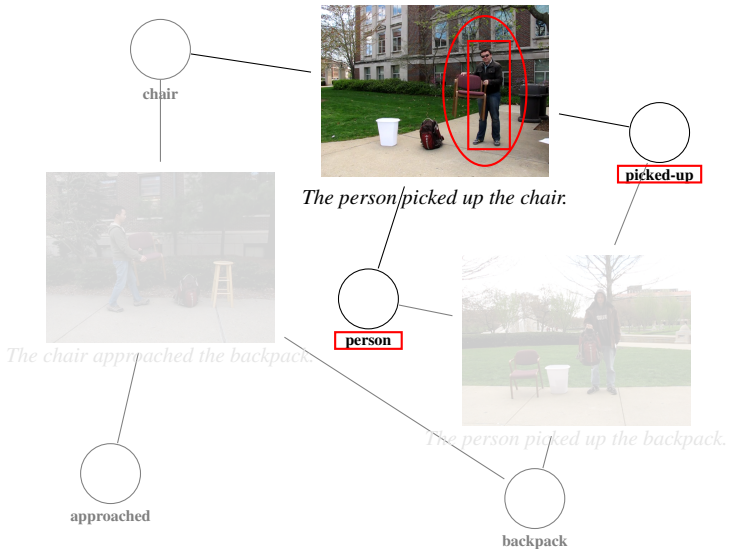 chair
picked-up
The person picked up the chair.
person
The chair approached the backpack.
The person picked up the backpack.
approached
backpack